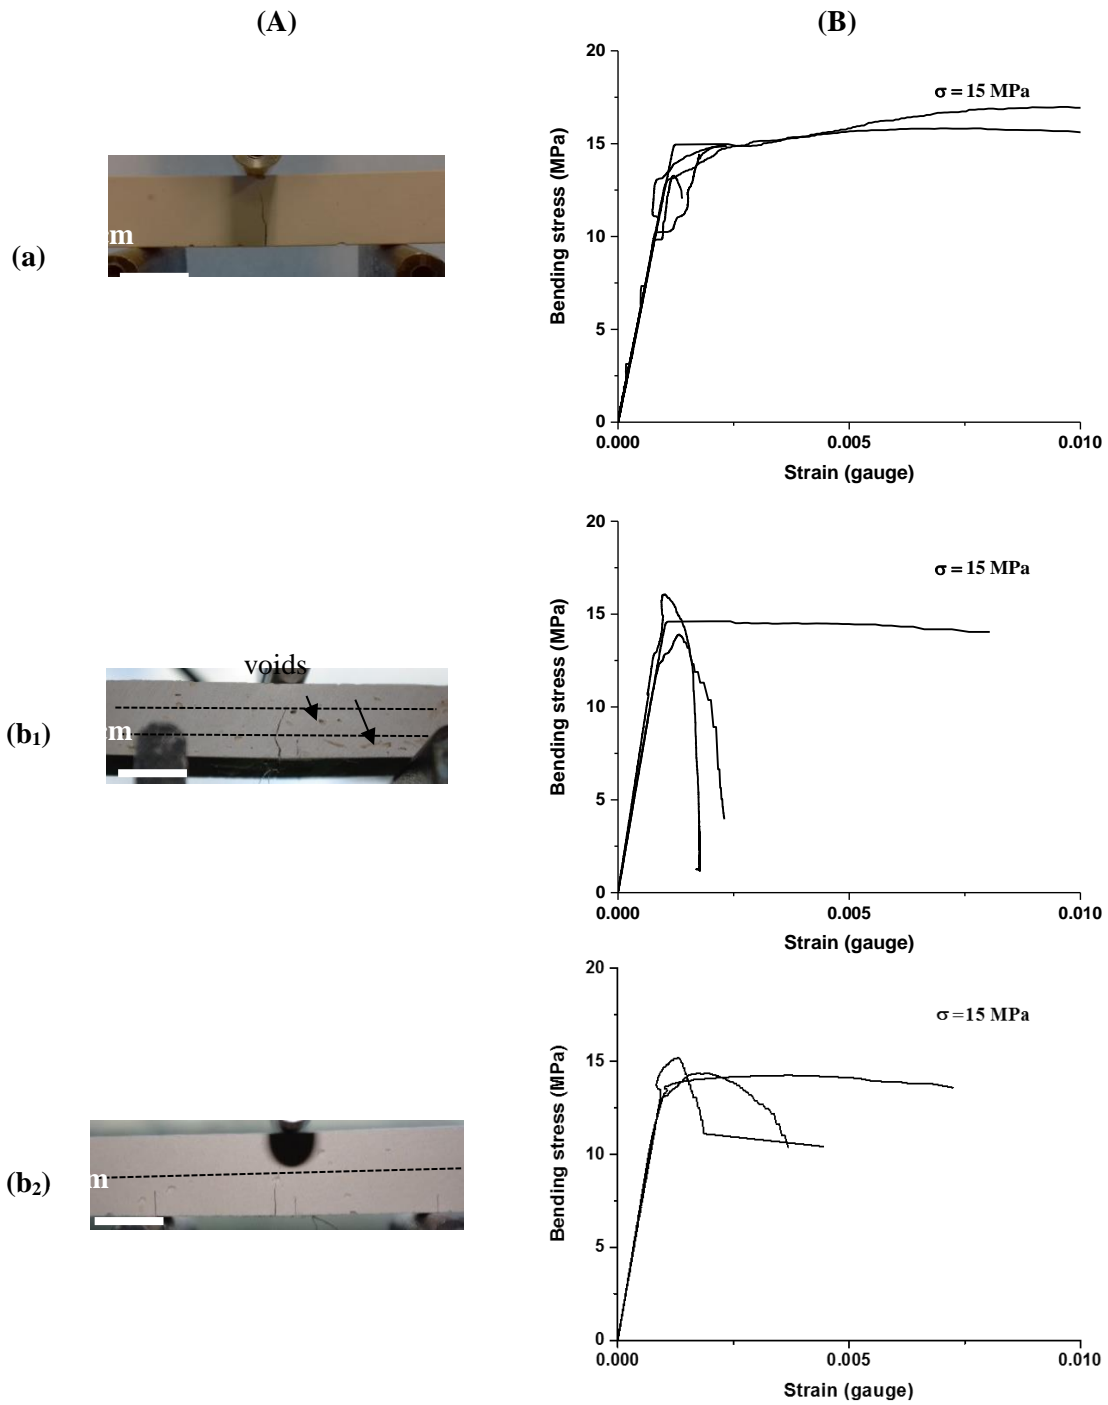 (A)
(B)
(a)
cm
20
15
10
5
0
Bending stress (MPa)
σ = 15 MPa
0.000
0.005
0.010
Strain (gauge)
(b₁)
voids
cm
20
15
10
5
0
Bending stress (MPa)
σ = 15 MPa
0.000
0.005
0.010
Strain (gauge)
(b₂)
m
20
15
10
5
0
Bending stress (MPa)
σ =15 MPa
0.000
0.005
0.010
Strain (gauge)